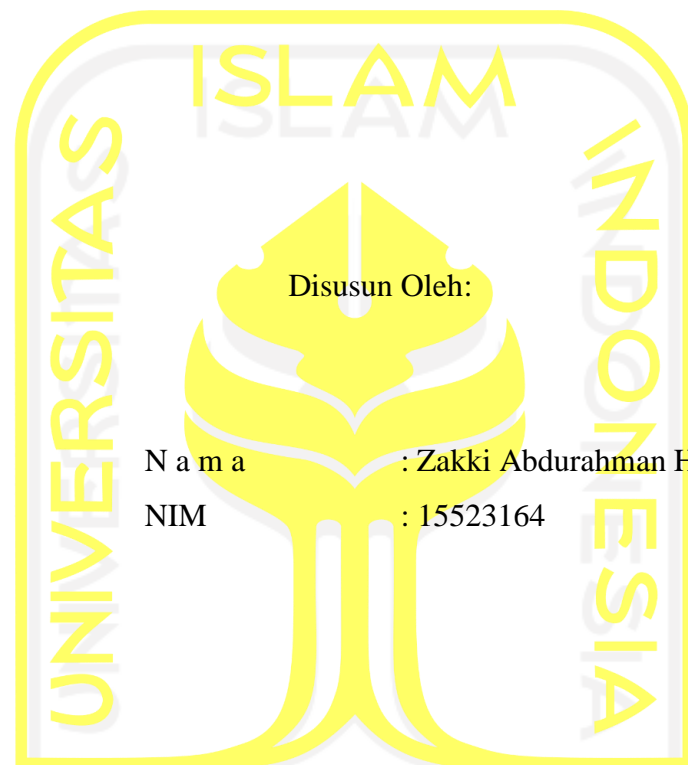 UNIVERSITAS
ISLAM
INDONESIA
Disusun Oleh:
N a m a : Zakki Abdurahman H
NIM : 15523164